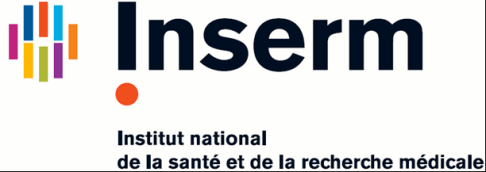 Inserm
Institut national
de la santé et de la recherche médicale